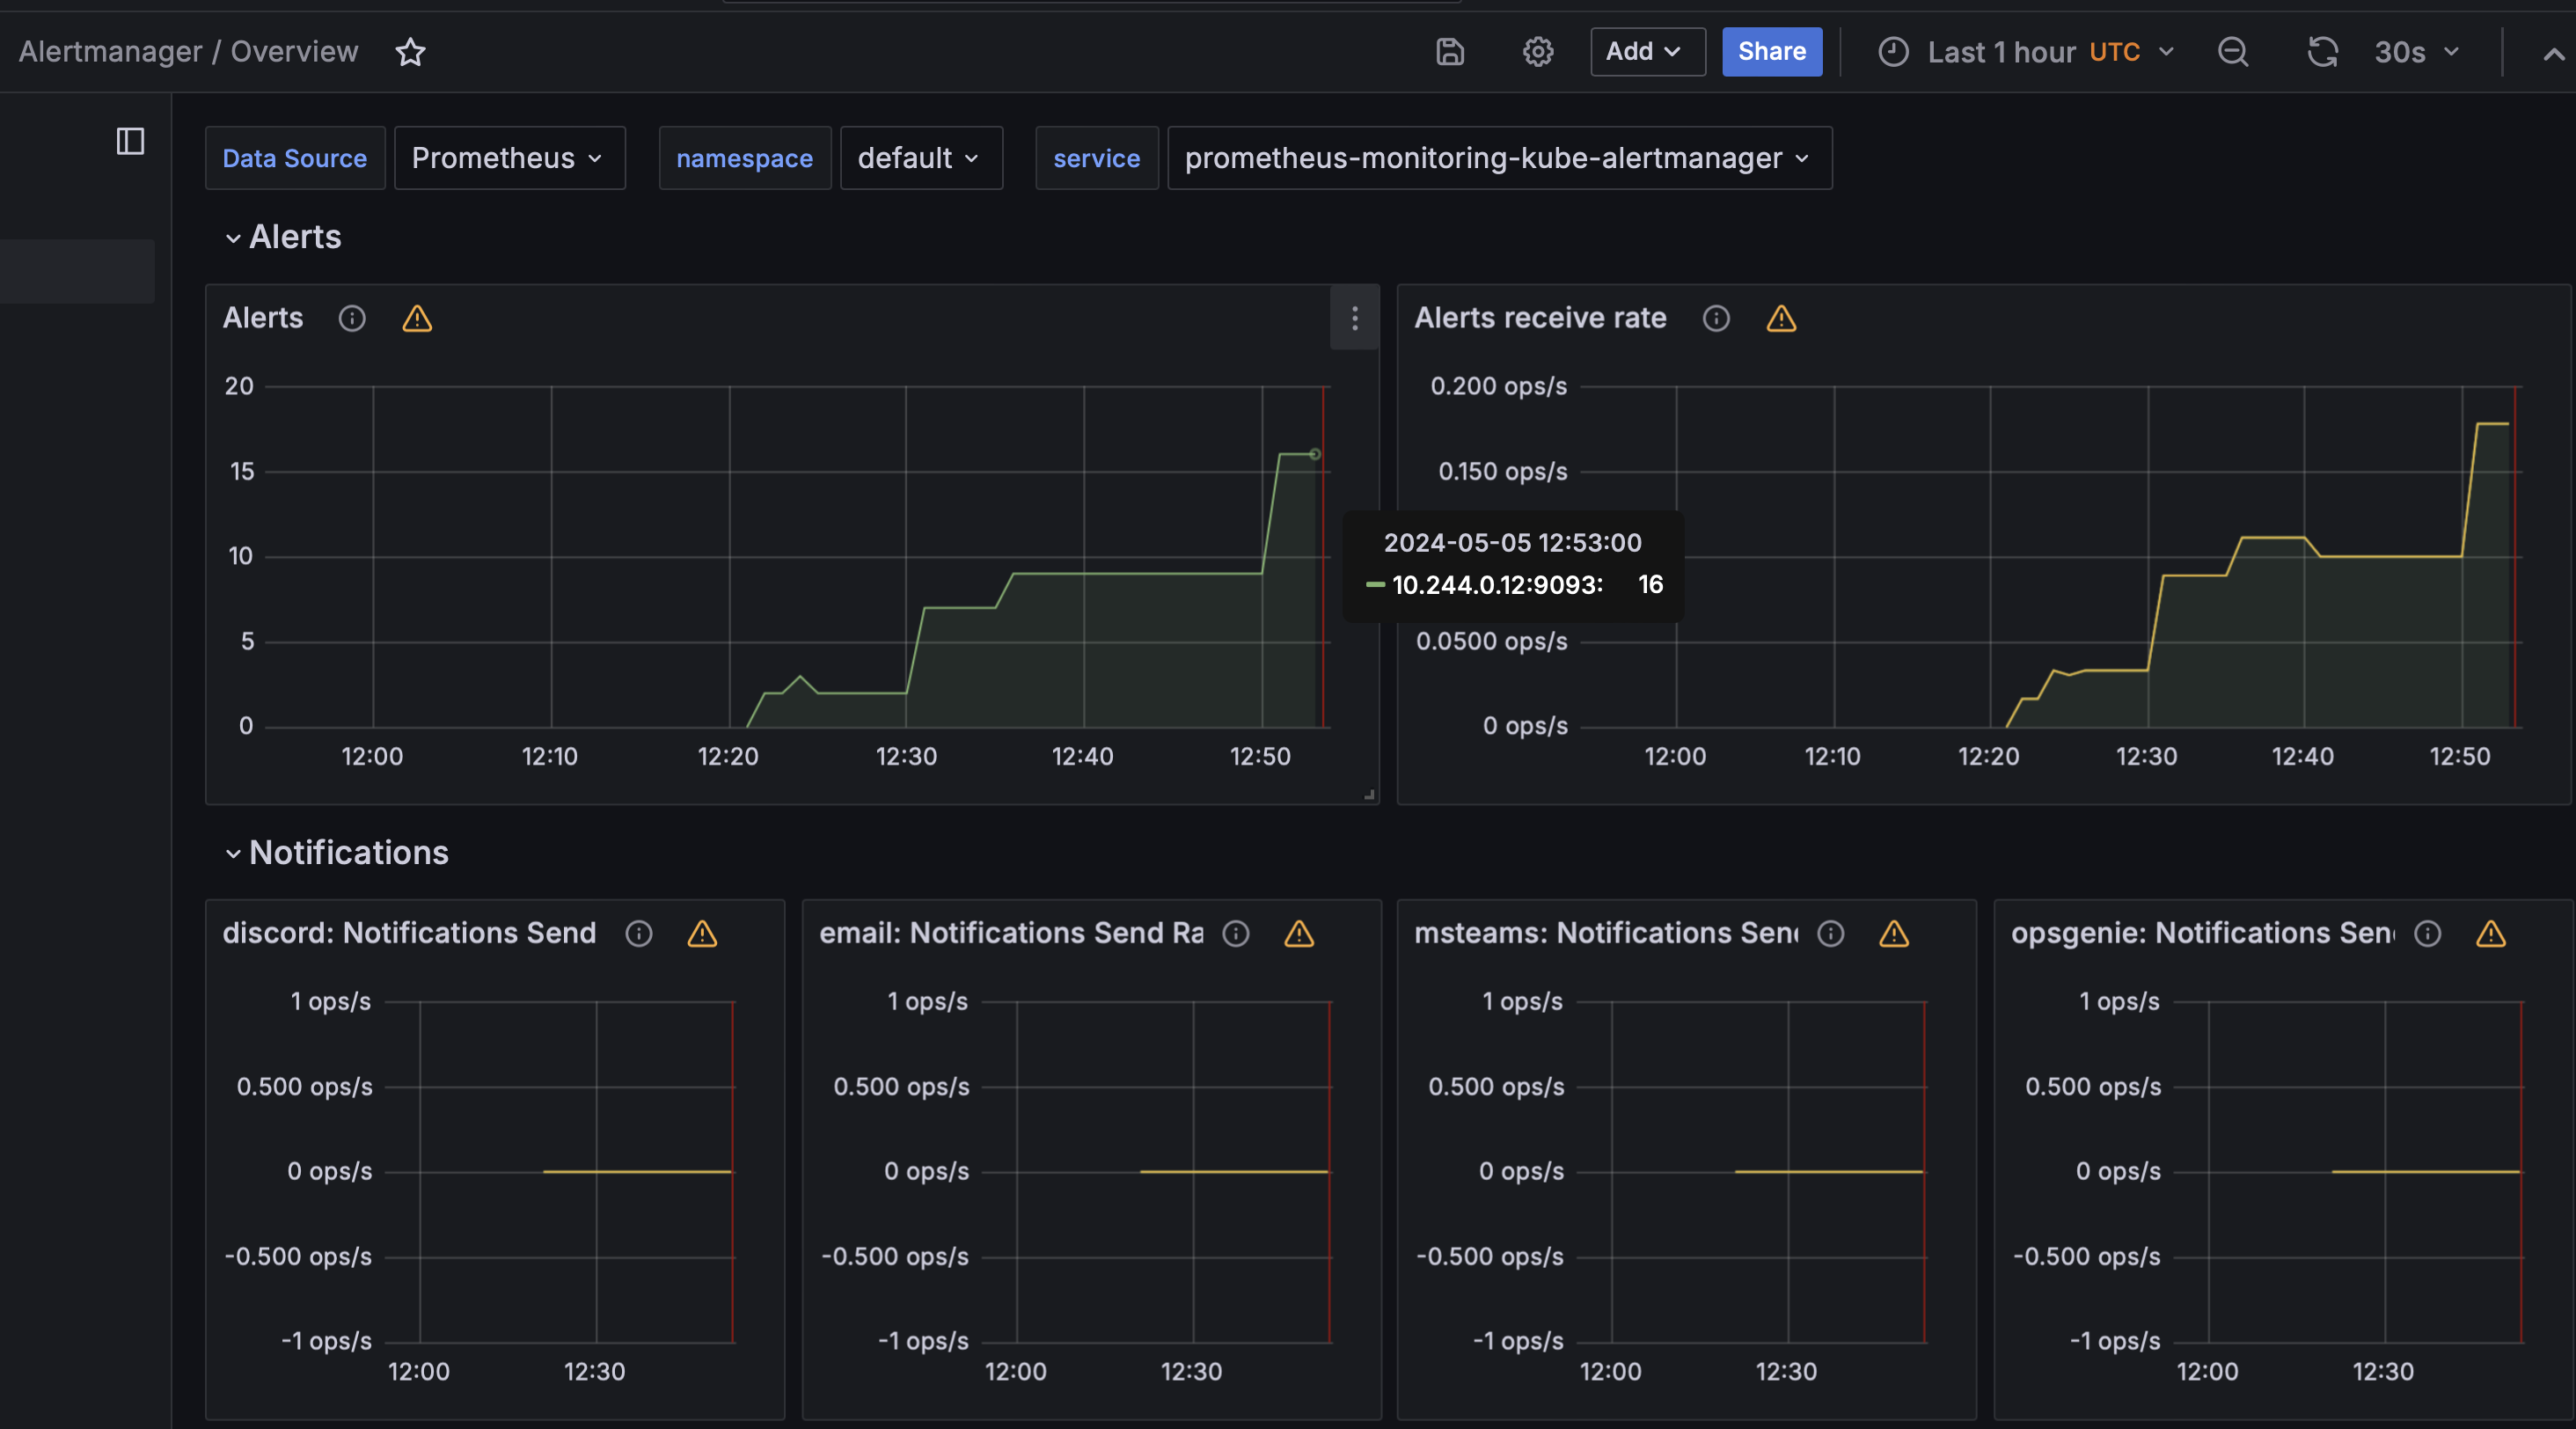 Alertmanager / Overview
Add
Share
Last 1 hour UTC
30s
Data Source
Prometheus
namespace
default
service
prometheus-monitoring-kube-alertmanager
Alerts
Alerts
20
15
10
5
0
12:00 12:10 12:20 12:30 12:40 12:50
Alerts receive rate
0.200 ops/s
0.150 ops/s
0.0500 ops/s
0 ops/s
12:00 12:10 12:20 12:30 12:40 12:50
2024-05-05 12:53:00
10.244.0.12:9093: 16
Notifications
discord: Notifications Send
1 ops/s
0.500 ops/s
0 ops/s
-0.500 ops/s
-1 ops/s
12:00 12:30
email: Notifications Send Ra
1 ops/s
0.500 ops/s
0 ops/s
-0.500 ops/s
-1 ops/s
12:00 12:30
msteams: Notifications Sen
1 ops/s
0.500 ops/s
0 ops/s
-0.500 ops/s
-1 ops/s
12:00 12:30
opsgenie: Notifications Sen
1 ops/s
0.500 ops/s
0 ops/s
-0.500 ops/s
-1 ops/s
12:00 12:30